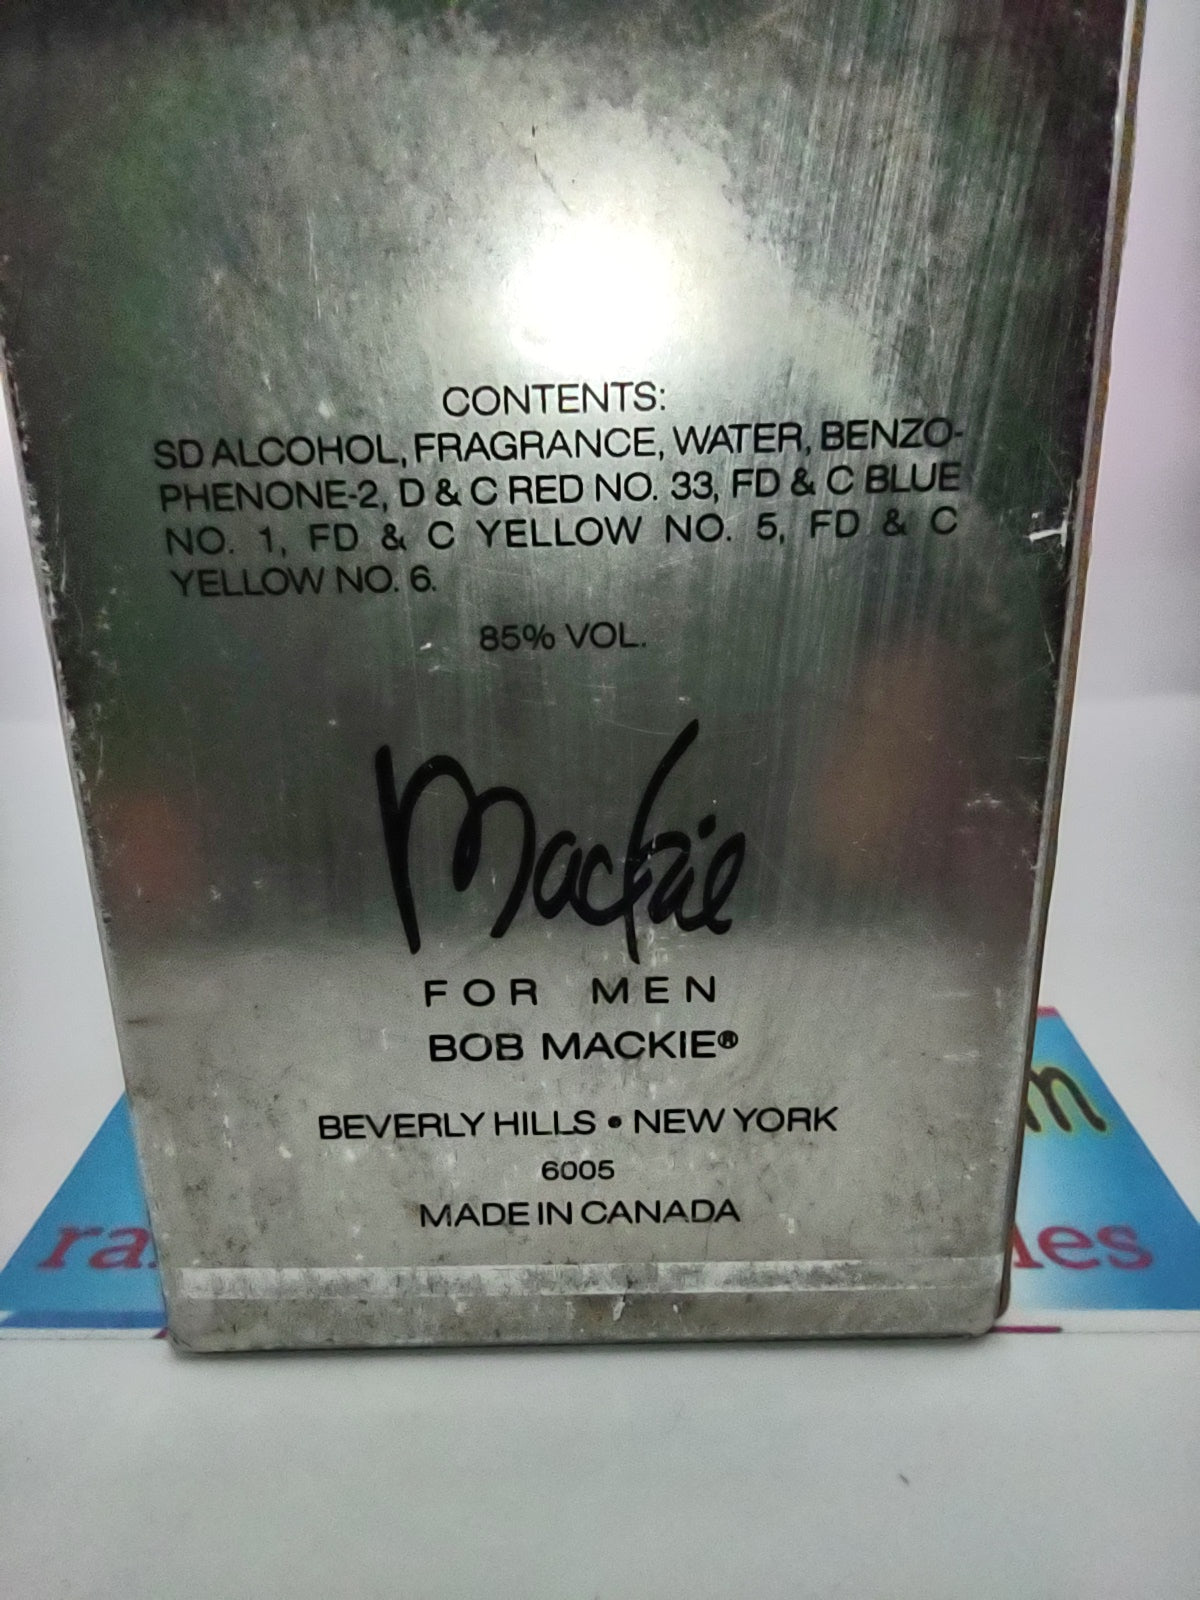 CONTENTS:
SD ALCOHOL, FRAGRANCE, WATER, BENZO-
PHENONE-2, D & C RED NO. 33, FD & C BLUE
NO. 1, FD & C YELLOW NO. 5, FD & C
YELLOW NO. 6.
85% VOL.
Mackie
FOR MEN
BOB MACKIE®
BEVERLY HILLS • NEW YORK
6005
MADE IN CANADA